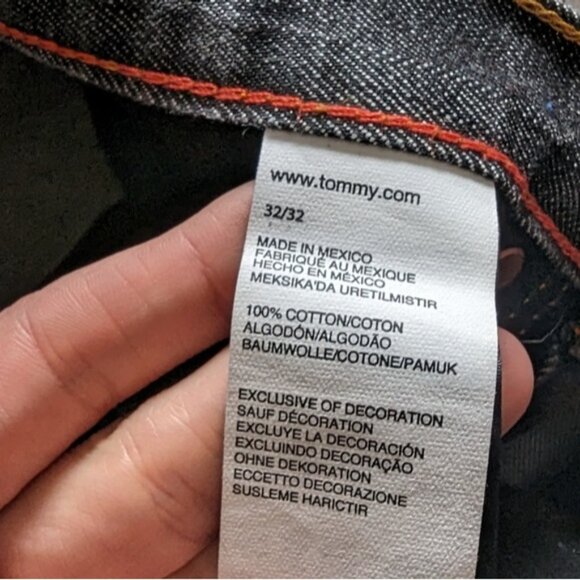 www.tommy.com
32/32
MADE IN MEXICO
FABRIQUÉ AU MEXIQUE
HECHO EN MÉXICO
MEKSIKA'DA URETILMISTIR
100% COTTON/COTON
ALGODÓN/ALGODÃO
BAUMWOLLE/COTONE/PAMUK
EXCLUSIVE OF DECORATION
SAUF DÉCORATION
EXCLUYE LA DECORACIÓN
EXCLUINDO DECORAÇÃO
OHNE DEKORATION
ECCETTO DECORAZIONE
SUSLEME HARICTIR